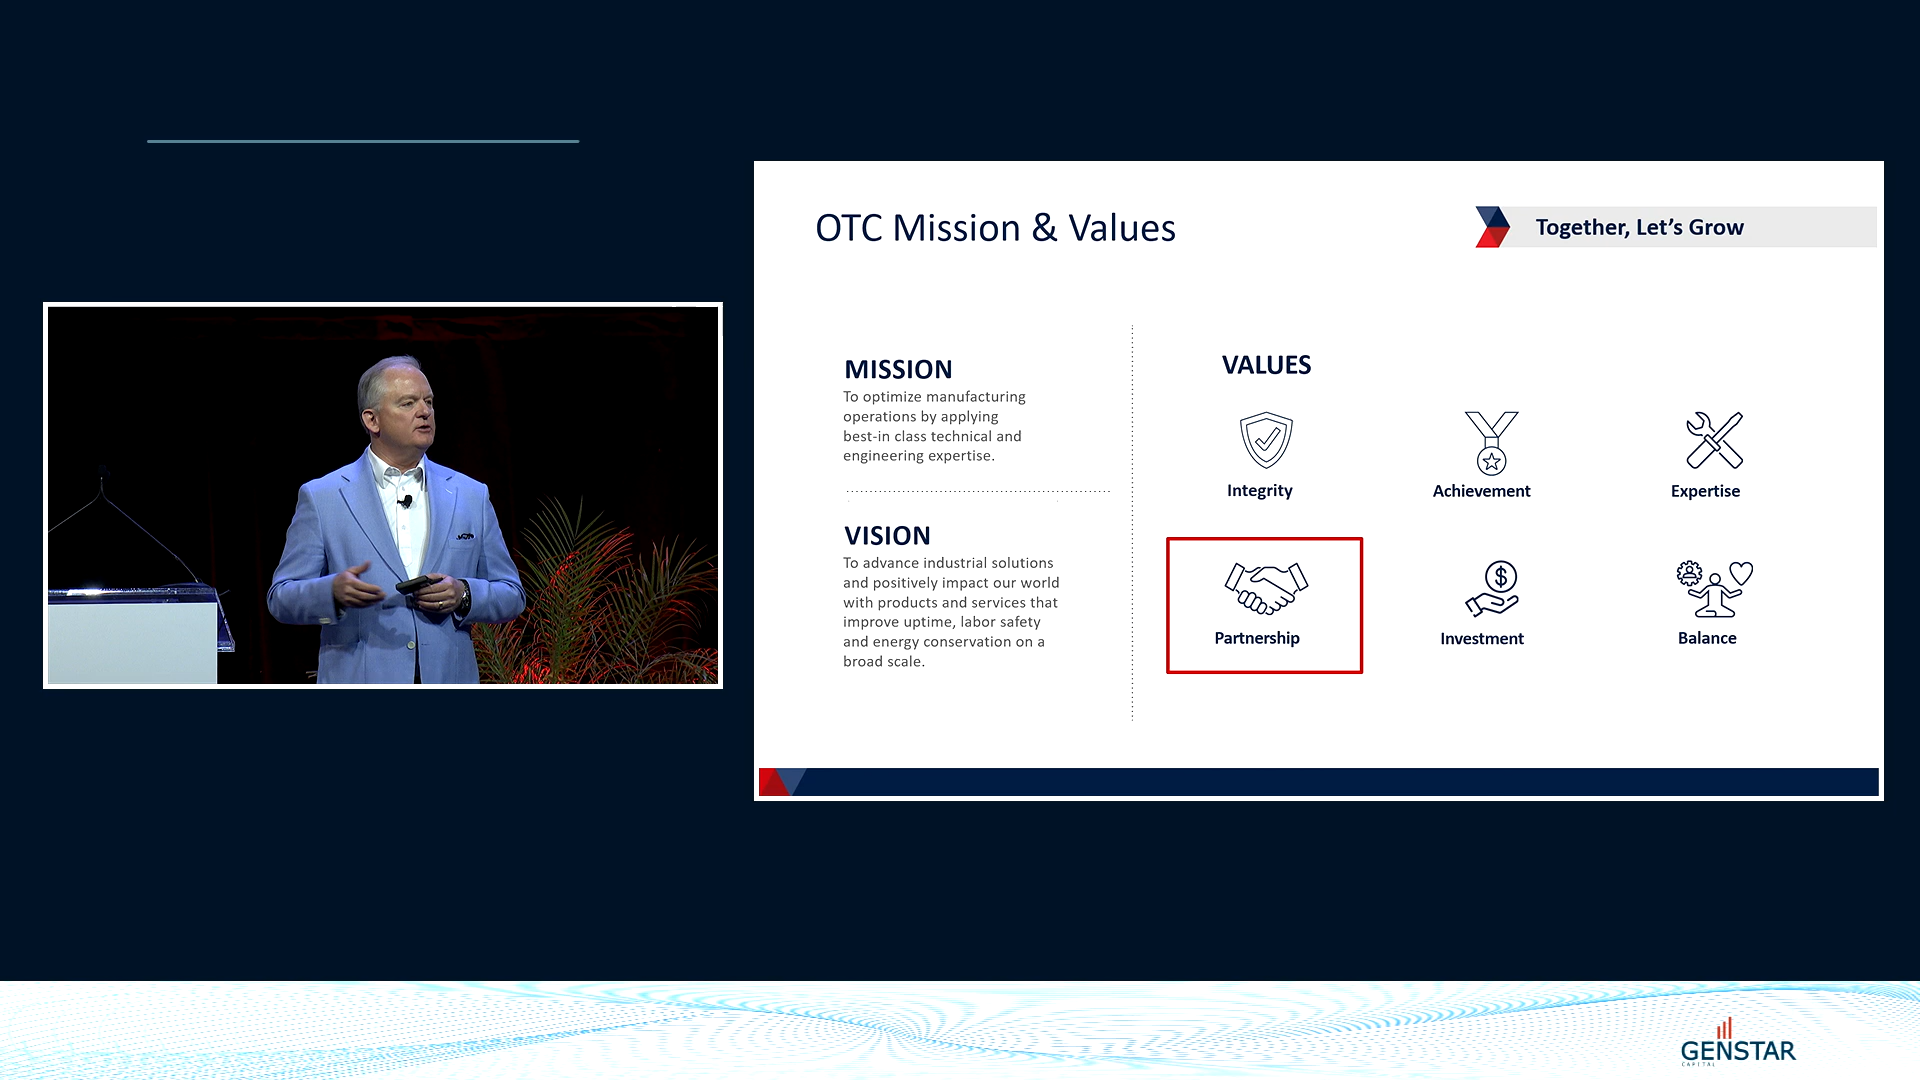 OTC Mission & Values
Together, Let's Grow
MISSION
To optimize manufacturing
operations by applying
best-in class technical and
engineering expertise.
VISION
To advance industrial solutions
and positively impact our world
with products and services that
improve uptime, labor safety
and energy conservation on a
broad scale.
VALUES
Integrity
Achievement
Expertise
Partnership
Investment
Balance
GENSTAR
CAPITAL